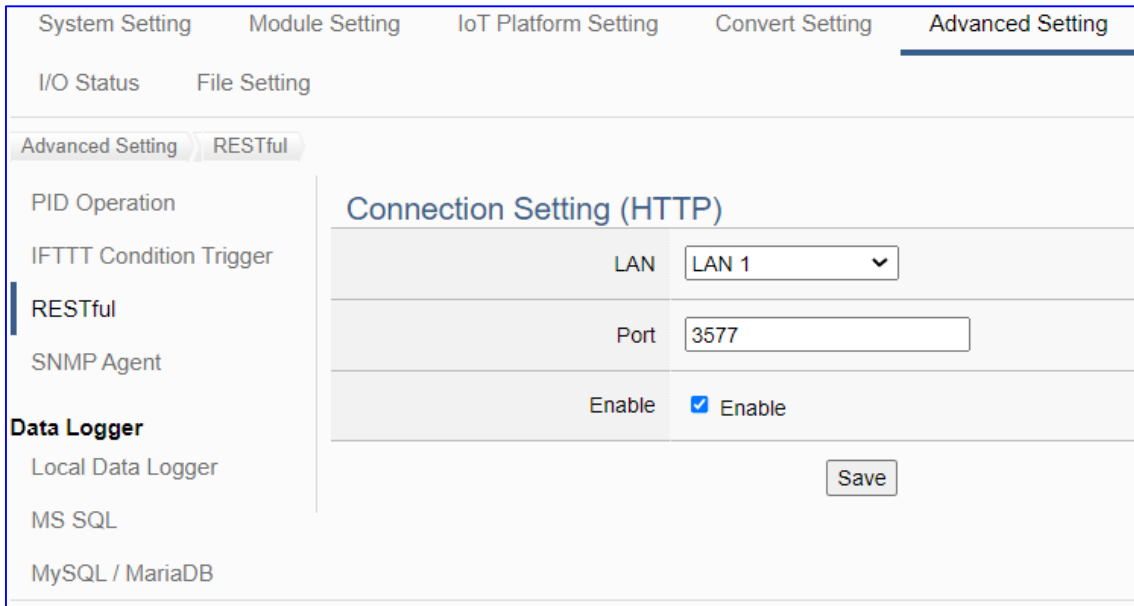 System Setting Module Setting IoT Platform Setting Convert Setting Advanced Setting
I/O Status File Setting
Advanced Setting RESTful
PID Operation
IFTTT Condition Trigger
RESTful
SNMP Agent
Data Logger
Local Data Logger
MS SQL
MySQL / MariaDB
Connection Setting (HTTP)
LAN LAN 1
Port 3577
Enable Enable
Save